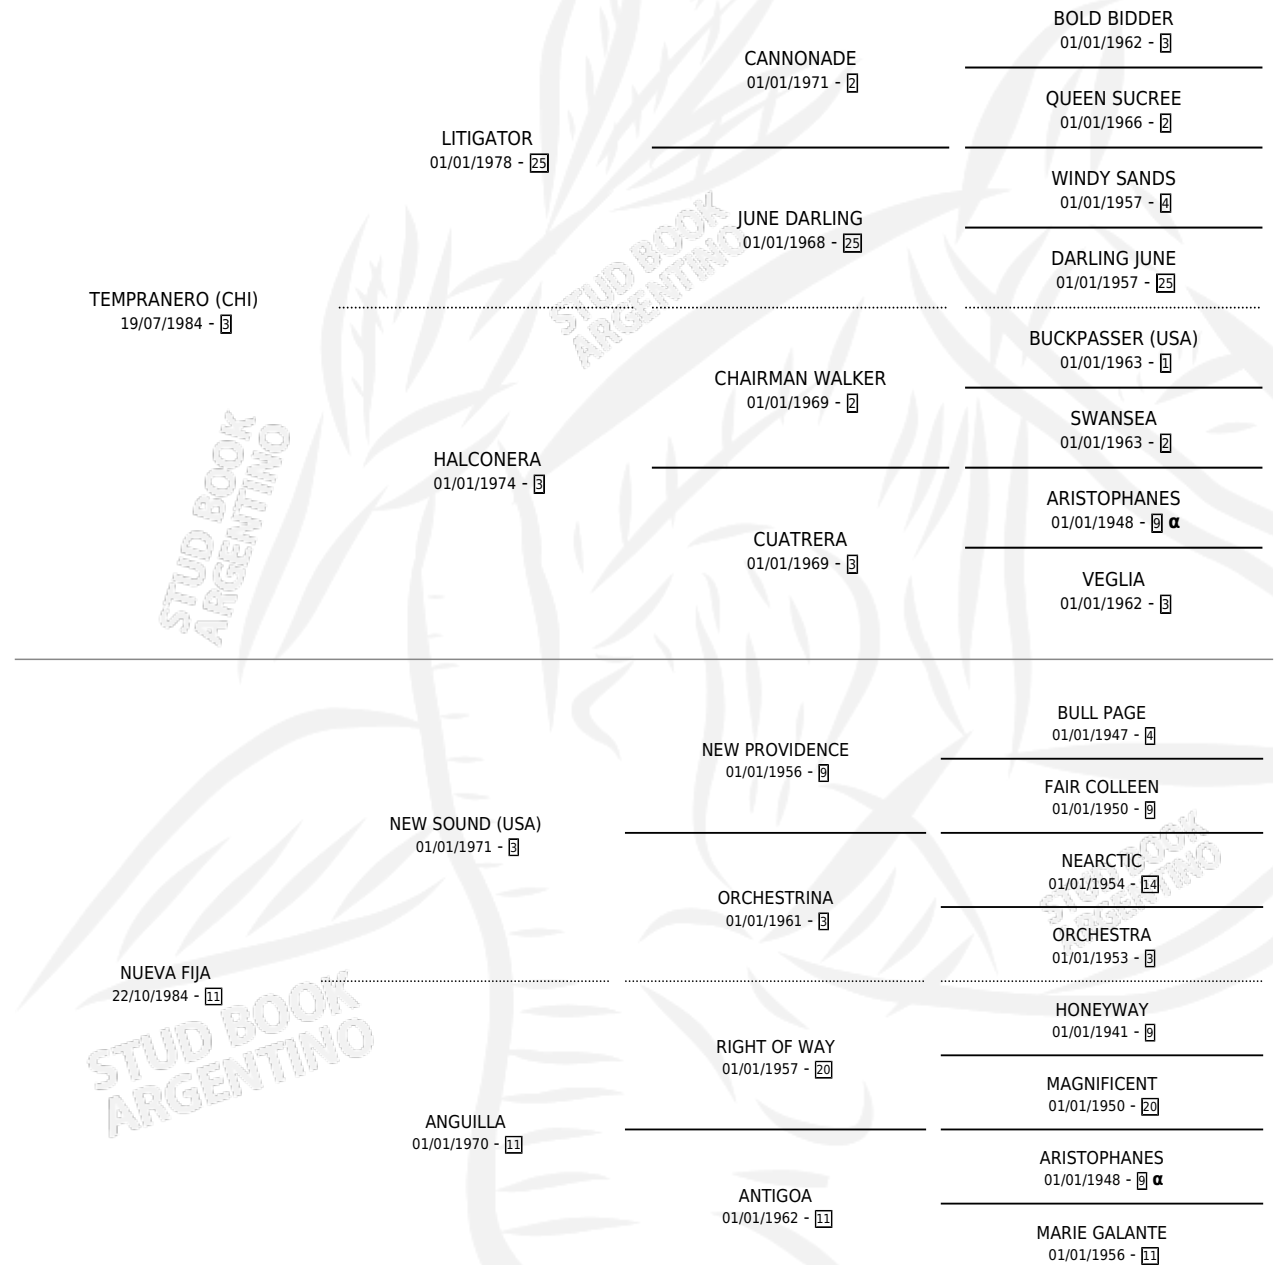 BOLD BIDDER
01/01/1962 - 3
CANNONADE
01/01/1971 - 2
QUEEN SUCREE
01/01/1966 - 2
LITIGATOR
01/01/1978 - 25
WINDY SANDS
01/01/1957 - 4
JUNE DARLING
01/01/1968 - 25
DARLING JUNE
01/01/1957 - 25
STUD BOOK
ARGENTINO
TEMPRANERO (CHI)
19/07/1984 - 3
BUCKPASSER (USA)
01/01/1963 - 1
CHAIRMAN WALKER
01/01/1969 - 2
SWANSEA
01/01/1963 - 2
HALCONERA
01/01/1974 - 3
ARISTOPHANES
01/01/1948 - 9 α
CUATRERA
01/01/1969 - 3
VEGLIA
01/01/1962 - 3
STUD BOOK
ARGENTINO
BULL PAGE
01/01/1947 - 4
NEW PROVIDENCE
01/01/1956 - 9
FAIR COLLEEN
01/01/1950 - 9
NEW SOUND (USA)
01/01/1971 - 3
NEARCTIC
01/01/1954 - 14
ORCHESTRINA
01/01/1961 - 3
ORCHESTRA
01/01/1953 - 3
STUD BOOK
ARGENTINO
NUEVA FIJA
22/10/1984 - 11
HONEYWAY
01/01/1941 - 9
RIGHT OF WAY
01/01/1957 - 20
MAGNIFICENT
01/01/1950 - 20
STUD BOOK
ARGENTINO
ANGUILLA
01/01/1970 - 11
ARISTOPHANES
01/01/1948 - 9 α
ANTIGOA
01/01/1962 - 11
MARIE GALANTE
01/01/1956 - 11